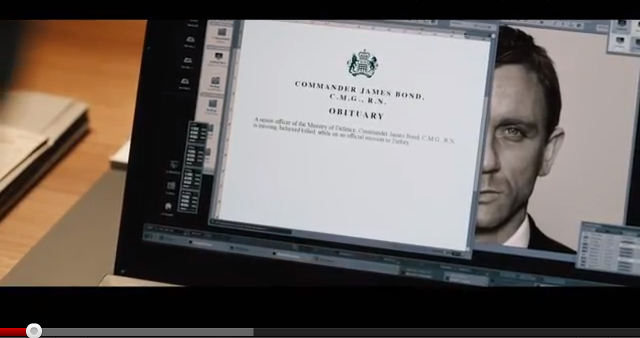 COMMANDER JAMES BOND,
C.M.G., R.N.
OBITUARY
A senior officer of the Ministry of Defence, Commander James Bond, C.M.G., R.N.
is missing, believed killed, while on an official mission to Turkey.